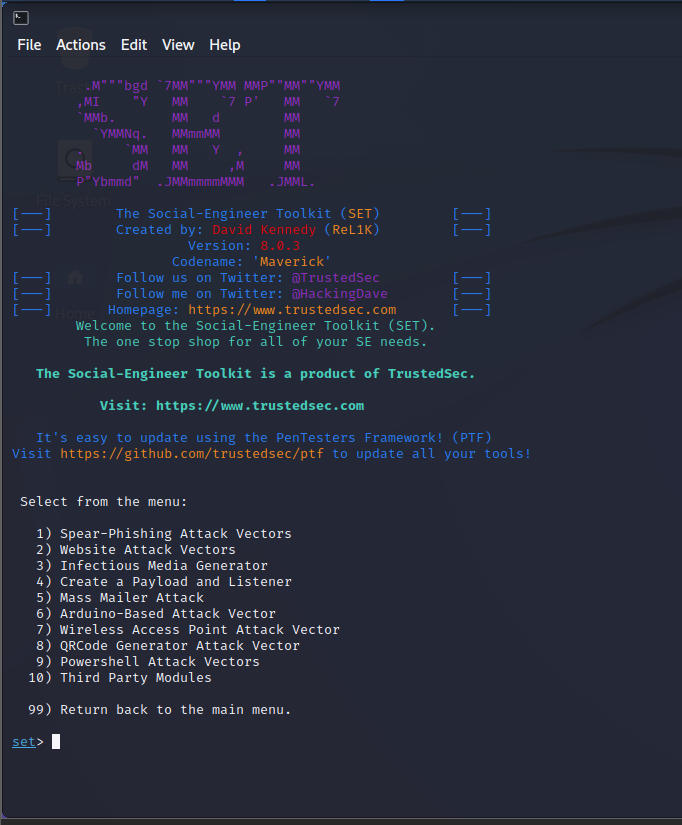 File Actions Edit View Help
.M"""bgd `7MM"""YMM MMP""MM""YMM
,MI    "Y   MM    `7 P'   MM   `7
`MMb.       MM   d        MM
`YMMNq.   MMmmMM        MM
.     `MM   MM   Y  ,     MM
Mb     dM   MM     ,M     MM
P"Ybmmd"  .JMMmmmmMMM   .JMML.
[---]        The Social-Engineer Toolkit (SET)         [---]
[---]        Created by: David Kennedy (ReL1K)         [---]
Version: 8.0.3
Codename: 'Maverick'
[---]        Follow us on Twitter: @TrustedSec         [---]
[---]        Follow me on Twitter: @HackingDave        [---]
[---]       Homepage: https://www.trustedsec.com       [---]
Welcome to the Social-Engineer Toolkit (SET).
The one stop shop for all of your SE needs.
The Social-Engineer Toolkit is a product of TrustedSec.
Visit: https://www.trustedsec.com
It's easy to update using the PenTesters Framework! (PTF)
Visit https://github.com/trustedsec/ptf to update all your tools!
Select from the menu:
1) Spear-Phishing Attack Vectors
2) Website Attack Vectors
3) Infectious Media Generator
4) Create a Payload and Listener
5) Mass Mailer Attack
6) Arduino-Based Attack Vector
7) Wireless Access Point Attack Vector
8) QRCode Generator Attack Vector
9) Powershell Attack Vectors
10) Third Party Modules
99) Return back to the main menu.
set>
File System
Home